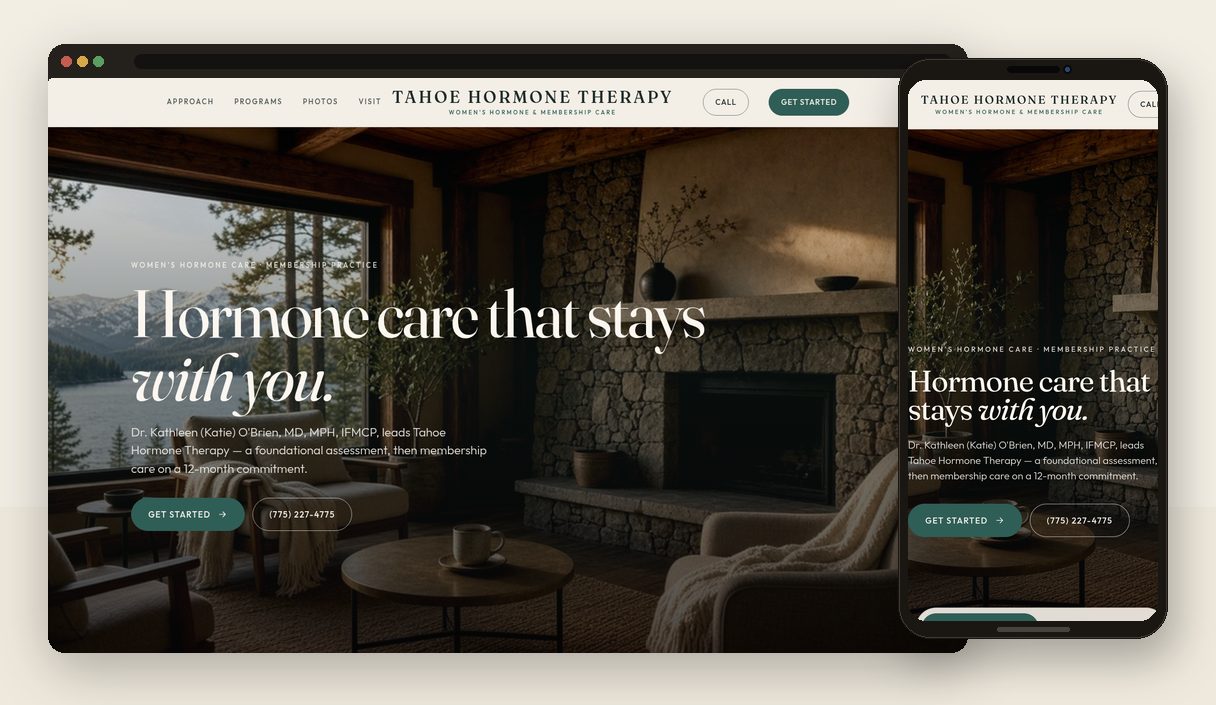 APPROACH PROGRAMS PHOTOS VISIT
TAHOE HORMONE THERAPY
WOMEN'S HORMONE & MEMBERSHIP CARE
CALL
GET STARTED
WOMEN'S HORMONE CARE · MEMBERSHIP PRACTICE
Hormone care that stays
with you.
Dr. Kathleen (Katie) O'Brien, MD, MPH, IFMCP, leads Tahoe
Hormone Therapy — a foundational assessment, then membership
care on a 12-month commitment.
GET STARTED →
(775) 227-4775
TAHOE HORMONE THERAPY
WOMEN'S HORMONE & MEMBERSHIP CARE
WOMEN'S HORMONE CARE · MEMBERSHIP PRACTICE
Hormone care that
stays with you.
Dr. Kathleen (Katie) O'Brien, MD, MPH, IFMCP, leads
Tahoe Hormone Therapy — a foundational assessment,
then membership care on a 12-month commitment.
GET STARTED →
(775) 227-4775